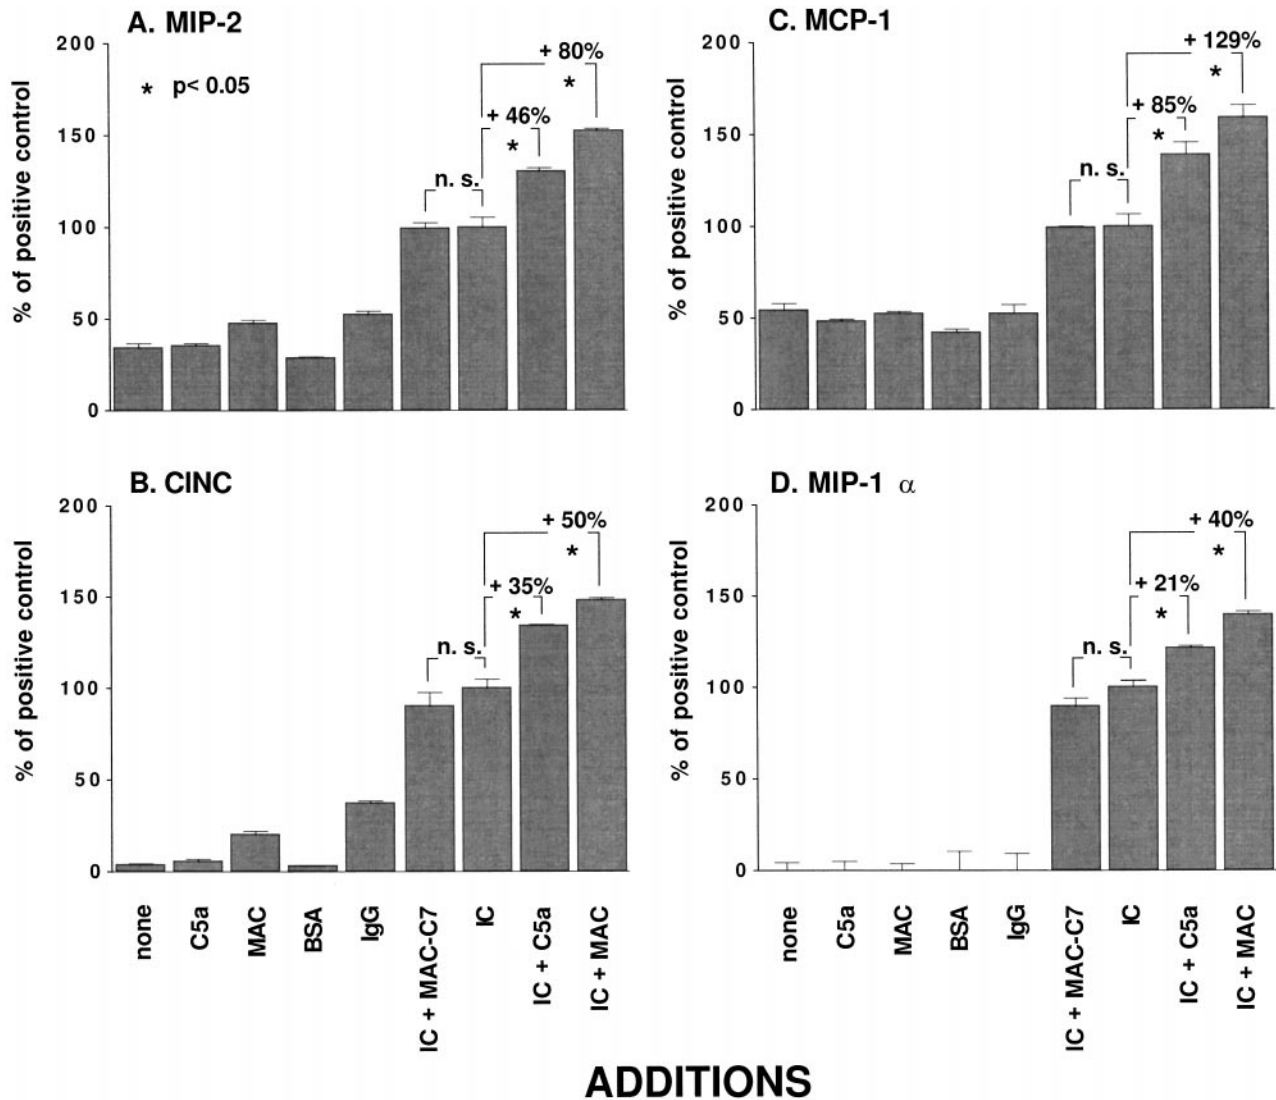 A. MIP-2
% of positive control
200
150
100
50
0
* p< 0.05
n. s.
+ 46%
*
+ 80%
*
B. CINC
% of positive control
200
150
100
50
0
n. s.
+ 35%
*
+ 50%
*
none
C5a
MAC
BSA
IgG
IC + MAC-C7
IC
IC + C5a
IC + MAC
C. MCP-1
% of positive control
200
150
100
50
0
n. s.
+ 85%
*
+ 129%
*
D. MIP-1 α
% of positive control
200
150
100
50
0
n. s.
+ 21%
*
+ 40%
*
none
C5a
MAC
BSA
IgG
IC + MAC-C7
IC
IC + C5a
IC + MAC
ADDITIONS